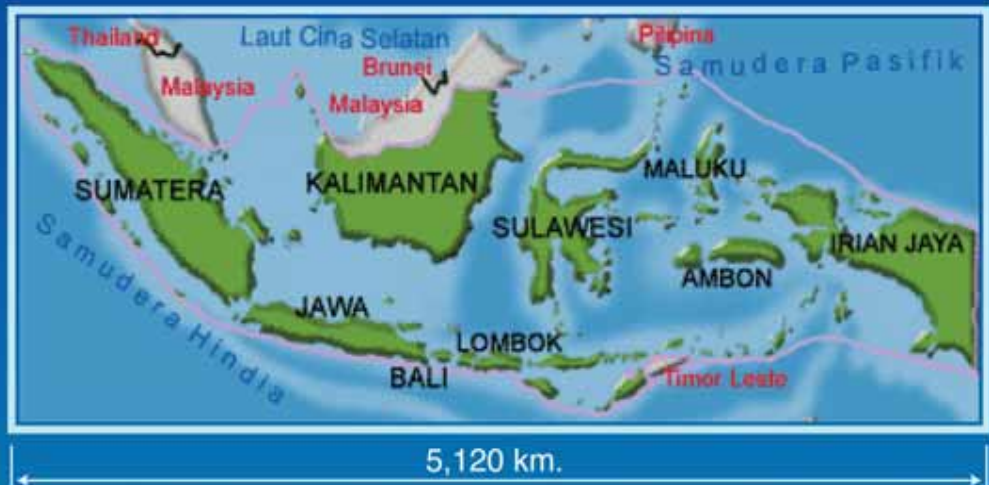 Thailand
Laut Cina Selatan
Pilipina
Brunei
Samudera Pasifik
Malaysia
Malaysia
MALUKU
SUMATERA
KALIMANTAN
SULAWESI
IRIAN JAYA
Samudera Hindia
AMBON
JAWA
LOMBOK
BALI
Timor Leste
5,120 km.